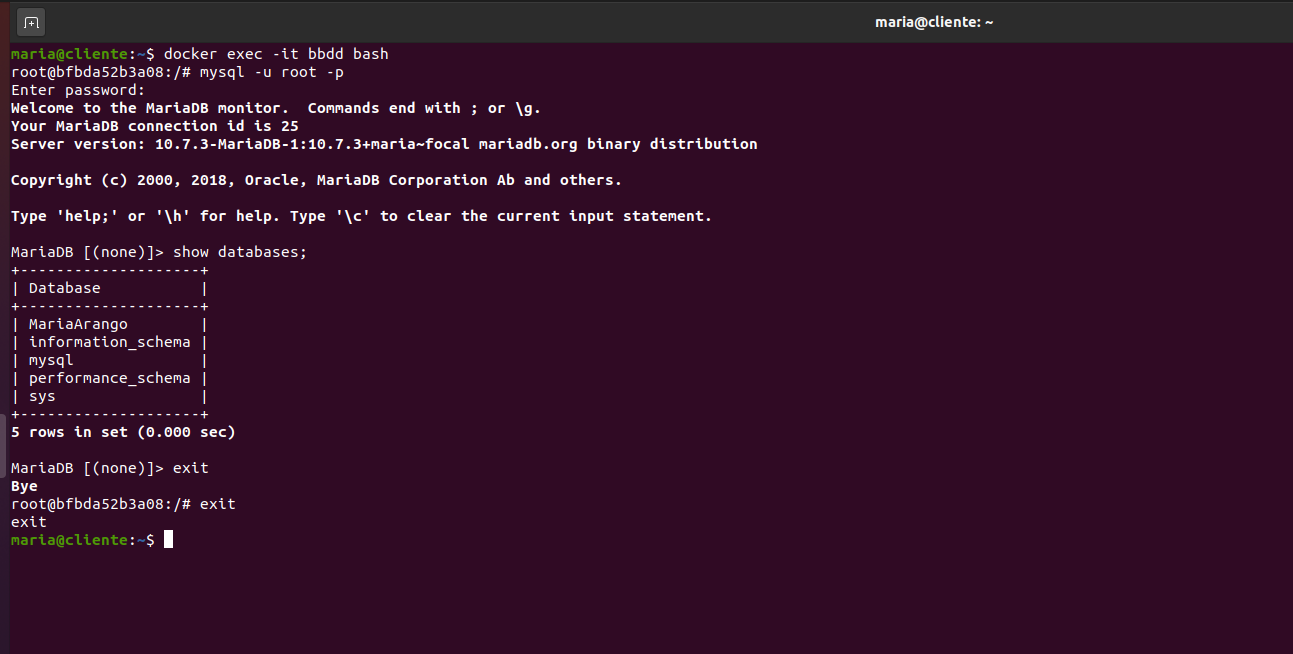 maria@cliente: ~
maria@cliente:~$ docker exec -it bbdd bash
root@bfbda52b3a08:/# mysql -u root -p
Enter password:
Welcome to the MariaDB monitor.  Commands end with ; or \g.
Your MariaDB connection id is 25
Server version: 10.7.3-MariaDB-1:10.7.3+maria~focal mariadb.org binary distribution
Copyright (c) 2000, 2018, Oracle, MariaDB Corporation Ab and others.
Type 'help;' or '\h' for help. Type '\c' to clear the current input statement.
MariaDB [(none)]> show databases;
+--------------------+
| Database           |
+--------------------+
| MariaArango        |
| information_schema |
| mysql              |
| performance_schema |
| sys                |
+--------------------+
5 rows in set (0.000 sec)
MariaDB [(none)]> exit
Bye
root@bfbda52b3a08:/# exit
exit
maria@cliente:~$